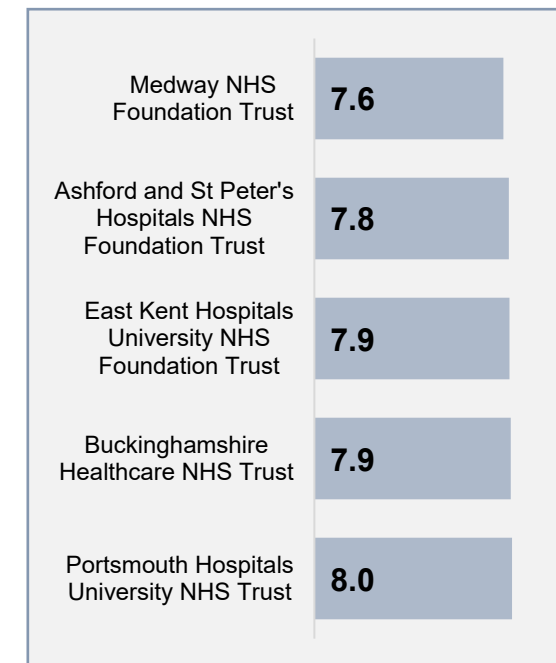 Medway NHS
Foundation Trust
7.6
Ashford and St Peter's
Hospitals NHS
Foundation Trust
7.8
East Kent Hospitals
University NHS
Foundation Trust
7.9
Buckinghamshire
Healthcare NHS Trust
7.9
Portsmouth Hospitals
University NHS Trust
8.0